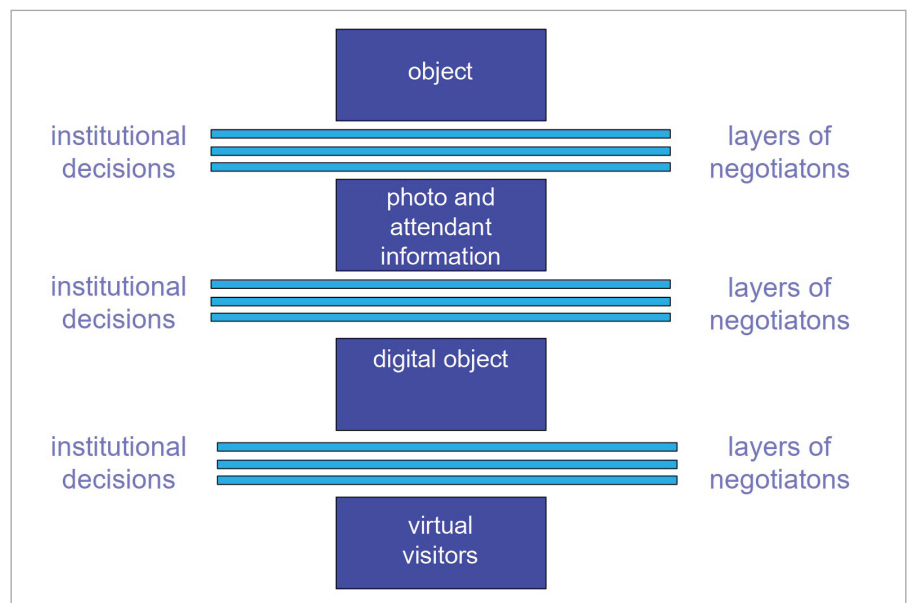 object
institutional
decisions
layers of
negotiatons
photo and
attendant
information
institutional
decisions
layers of
negotiatons
digital object
institutional
decisions
layers of
negotiatons
virtual
visitors